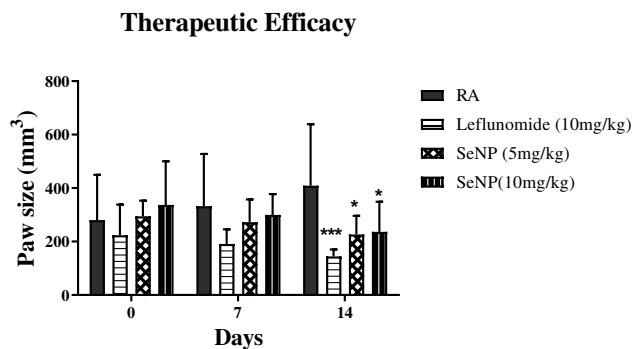 Therapeutic Efficacy
Paw size (mm³)
800
600
400
200
0
***
*
*
0
7
14
Days
RA
Leflunomide (10mg/kg)
SeNP (5mg/kg)
SeNP(10mg/kg)